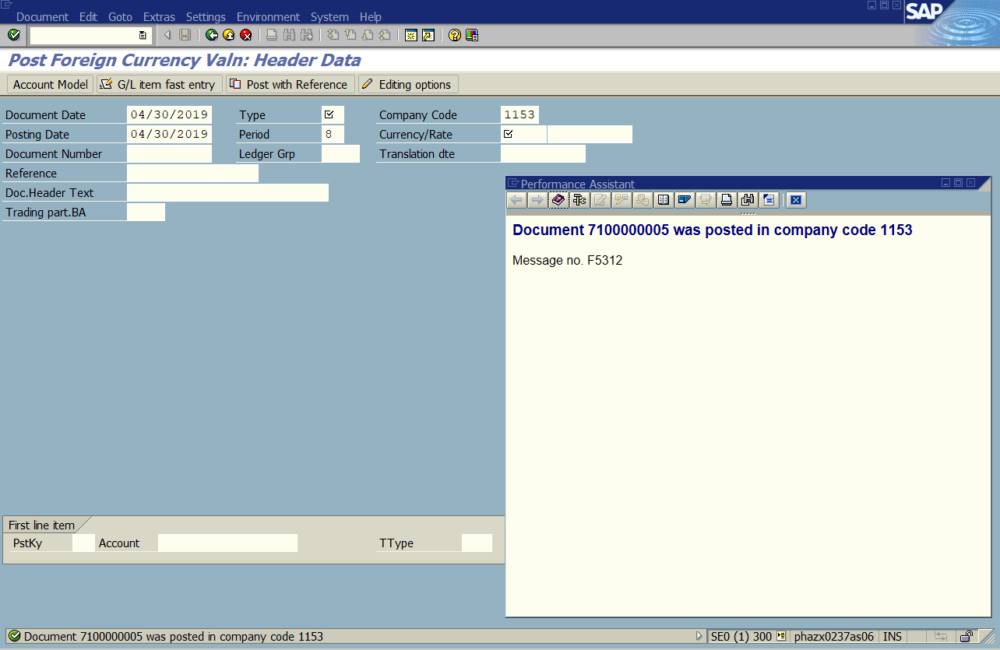 Document Edit Goto Extras Settings Environment System Help
SAP
Post Foreign Currency Valn: Header Data
Account Model G/L item fast entry Post with Reference Editing options
Document Date 04/30/2019 Type Company Code 1153
Posting Date 04/30/2019 Period 8 Currency/Rate
Document Number Ledger Grp Translation dte
Reference
Doc.Header Text
Trading part.BA
Performance Assistant
Document 7100000005 was posted in company code 1153
Message no. F5312
First line item
PstKy Account TType
Document 7100000005 was posted in company code 1153 SE0 (1) 300 phazx0237as06 INS